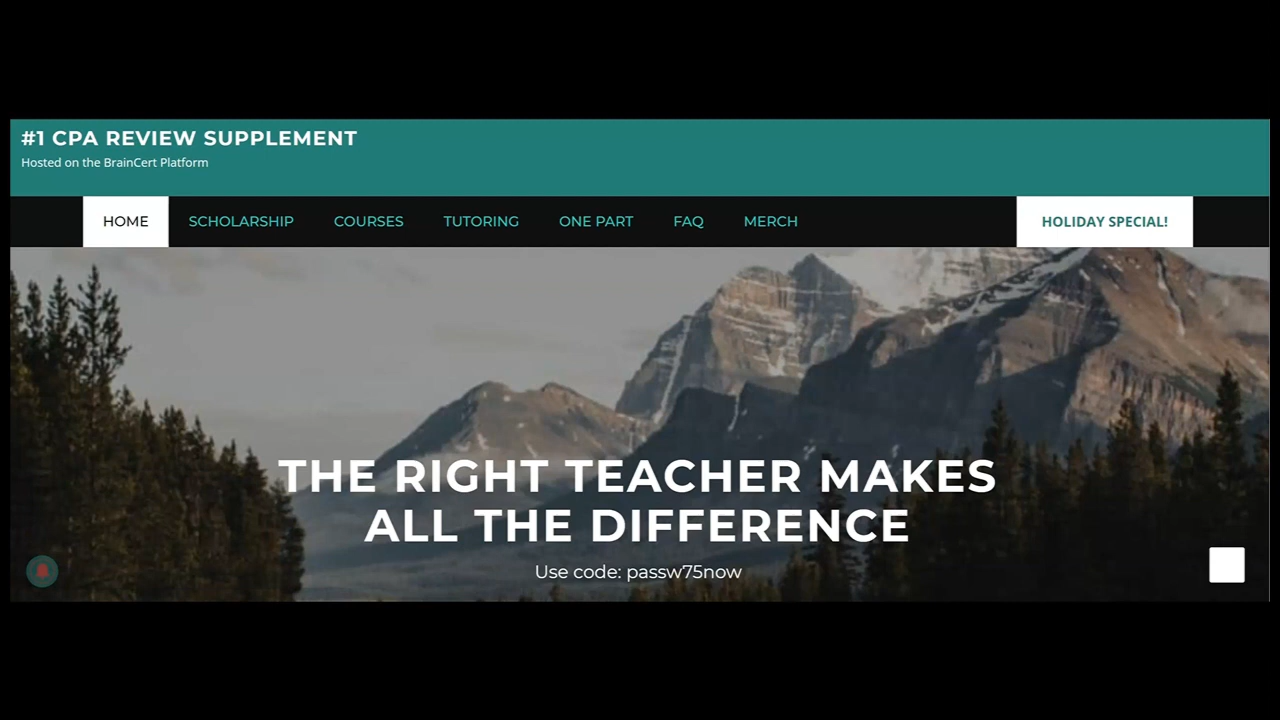 #1 CPA REVIEW SUPPLEMENT
Hosted on the BrainCert Platform
HOME SCHOLARSHIP COURSES TUTORING ONE PART FAQ MERCH HOLIDAY SPECIAL!
THE RIGHT TEACHER MAKES
ALL THE DIFFERENCE
Use code: passw75now